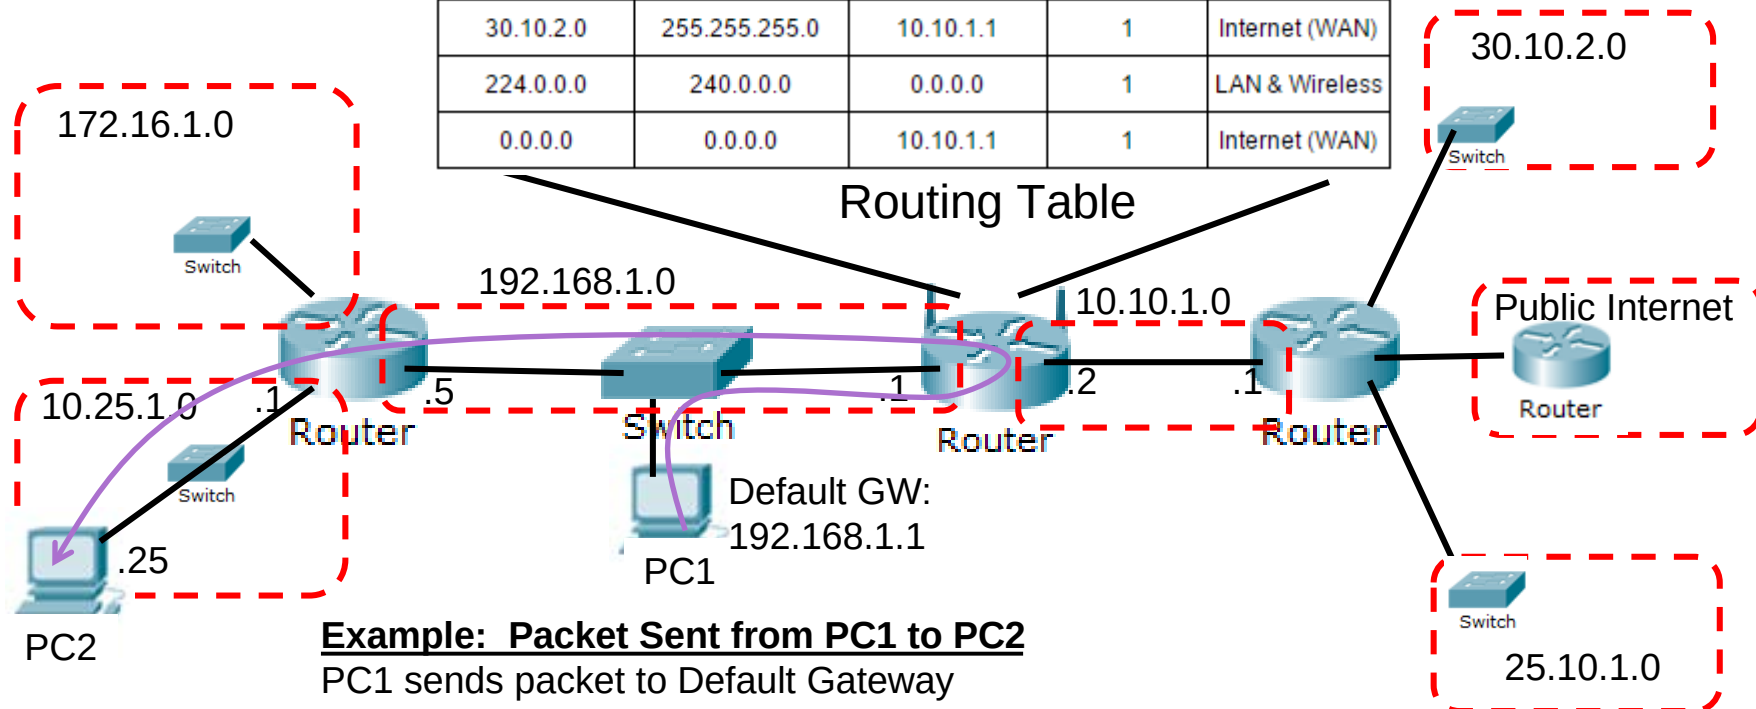 30.10.2.0 255.255.255.0 10.10.1.1 1 Internet (WAN)
224.0.0.0 240.0.0.0 0.0.0.0 1 LAN & Wireless
0.0.0.0 0.0.0.0 10.10.1.1 1 Internet (WAN)
Routing Table
30.10.2.0
Switch
172.16.1.0
Switch
192.168.1.0
10.10.1.0
Public Internet
Router
10.25.1.0
.1
.5
.1
.2
.1
Router
Switch
Router
Router
Switch
Default GW:
192.168.1.1
.25
PC1
PC2
Switch
25.10.1.0
Example: Packet Sent from PC1 to PC2
PC1 sends packet to Default Gateway